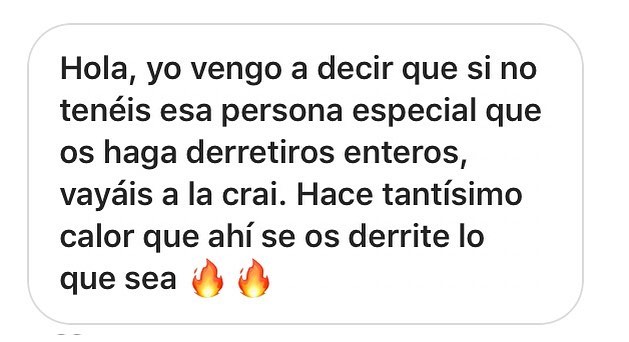 Hola, yo vengo a decir que si no
tenéis esa persona especial que
os haga derretiros enteros,
vayáis a la crai. Hace tantísimo
calor que ahí se os derrite lo
que sea 🔥🔥